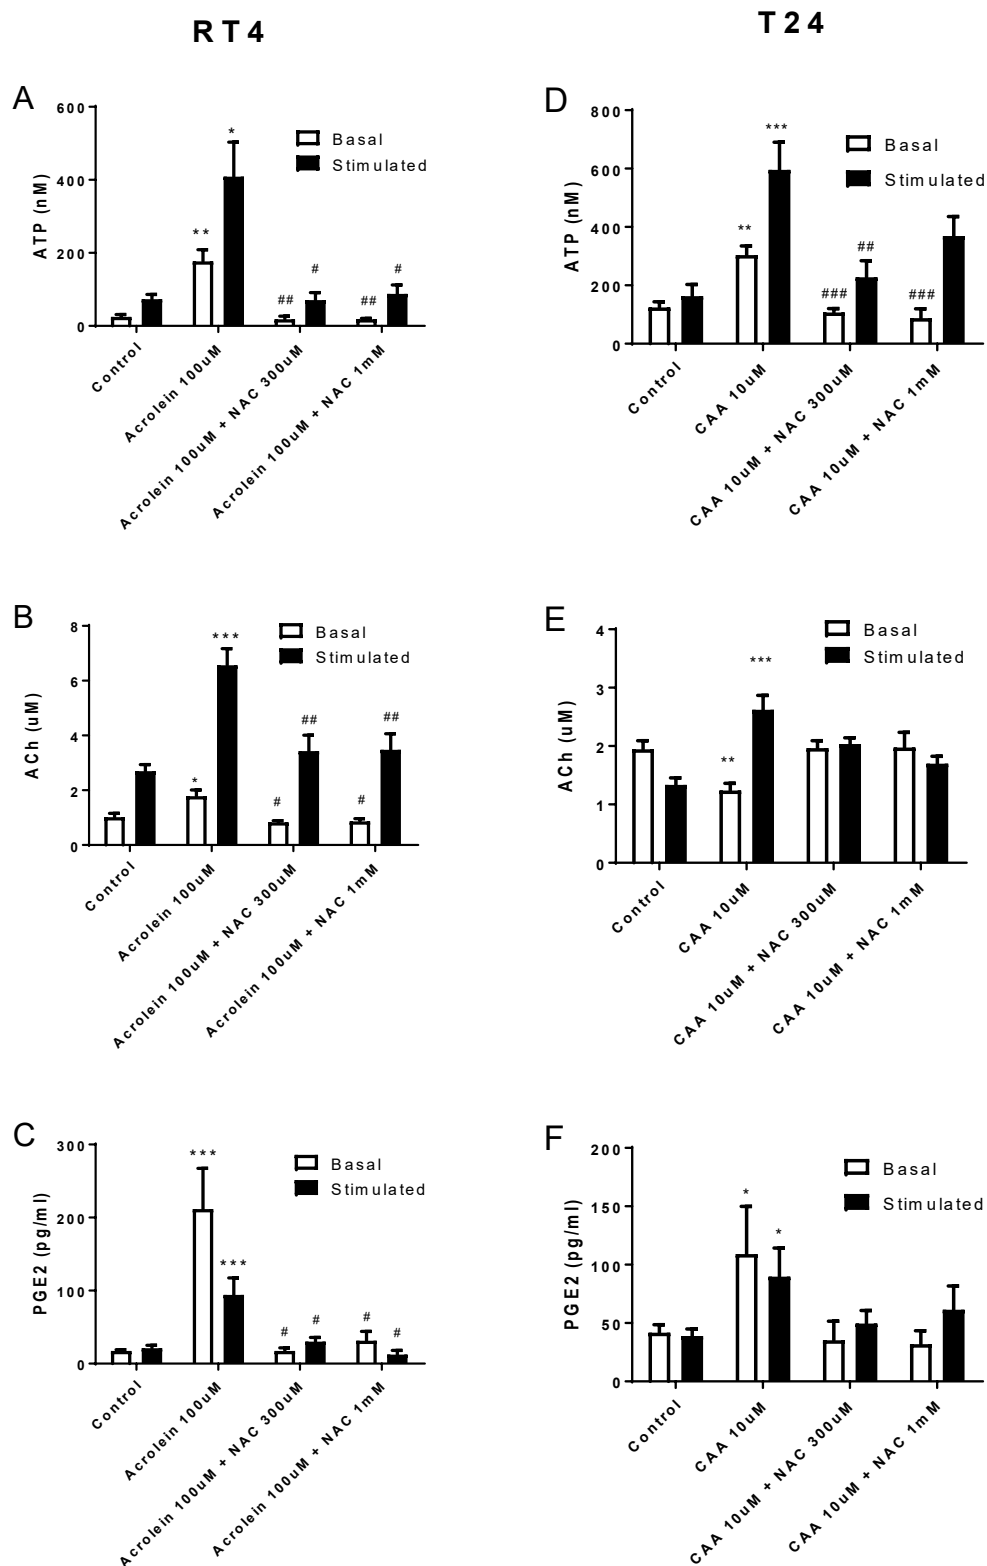 RT4
T24
A
ATP (nM)
600
400
200
0
*
**
##
#
##
#
Basal
Stimulated
Control
Acrolein 100uM
Acrolein 100uM + NAC 300uM
Acrolein 100uM + NAC 1mM
D
ATP (nM)
800
600
400
200
0
***
**
##
###
###
Basal
Stimulated
Control
CAA 10uM
CAA 10uM + NAC 300uM
CAA 10uM + NAC 1mM
B
ACh (uM)
8
6
4
2
0
***
*
##
##
#
#
Basal
Stimulated
Control
Acrolein 100uM
Acrolein 100uM + NAC 300uM
Acrolein 100uM + NAC 1mM
E
ACh (uM)
4
3
2
1
0
***
**
Basal
Stimulated
Control
CAA 10uM
CAA 10uM + NAC 300uM
CAA 10uM + NAC 1mM
C
PGE2 (pg/ml)
300
200
100
0
***
***
#
#
#
#
Basal
Stimulated
Control
Acrolein 100uM
Acrolein 100uM + NAC 300uM
Acrolein 100uM + NAC 1mM
F
PGE2 (pg/ml)
200
150
100
50
0
*
*
Basal
Stimulated
Control
CAA 10uM
CAA 10uM + NAC 300uM
CAA 10uM + NAC 1mM